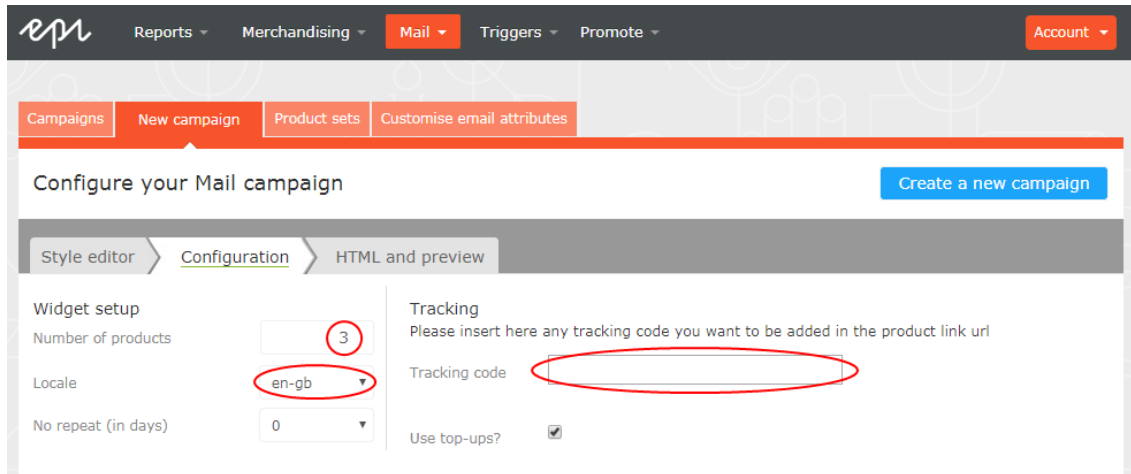 epi Reports Merchandising Mail Triggers Promote Account
Campaigns New campaign Product sets Customise email attributes
Configure your Mail campaign Create a new campaign
Style editor Configuration HTML and preview
Widget setup Tracking
Number of products 3 Please insert here any tracking code you want to be added in the product link url
Locale en-gb Tracking code
No repeat (in days) 0 Use top-ups?